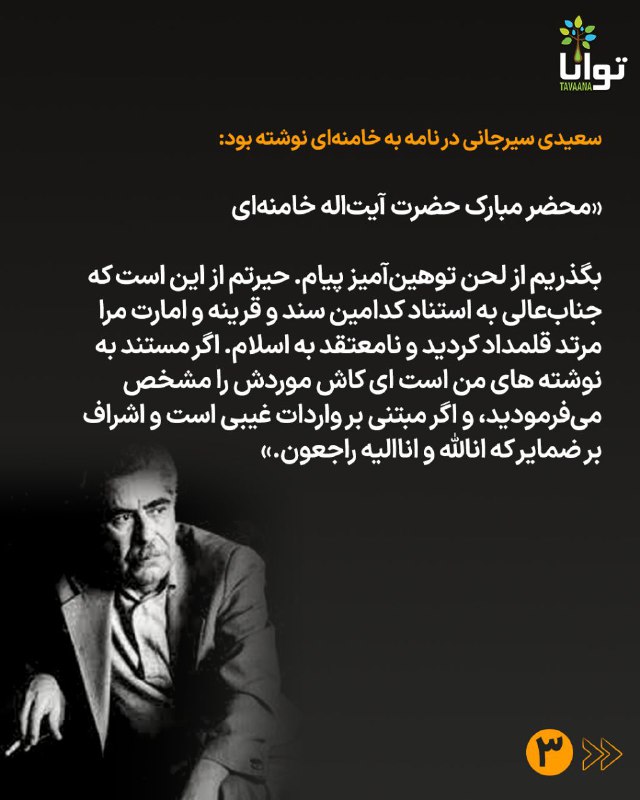 توانا
TAVAANA
سعیدی سیرجانی در نامه به خامنه‌ای نوشته بود:
«محضر مبارک حضرت آیت‌اله خامنه‌ای
بگذریم از لحن توهین‌آمیز پیام. حیرتم از این است که
جناب‌عالی به استناد کدامین سند و قرینه و امارت مرا
مرتد قلمداد کردید و نامعتقد به اسلام. اگر مستند به
نوشته های من است ای کاش موردش را مشخص
می‌فرمودید، و اگر مبتنی بر واردات غیبی است و اشراف
بر ضمایر که انالله و اناالیه راجعون.»
۳